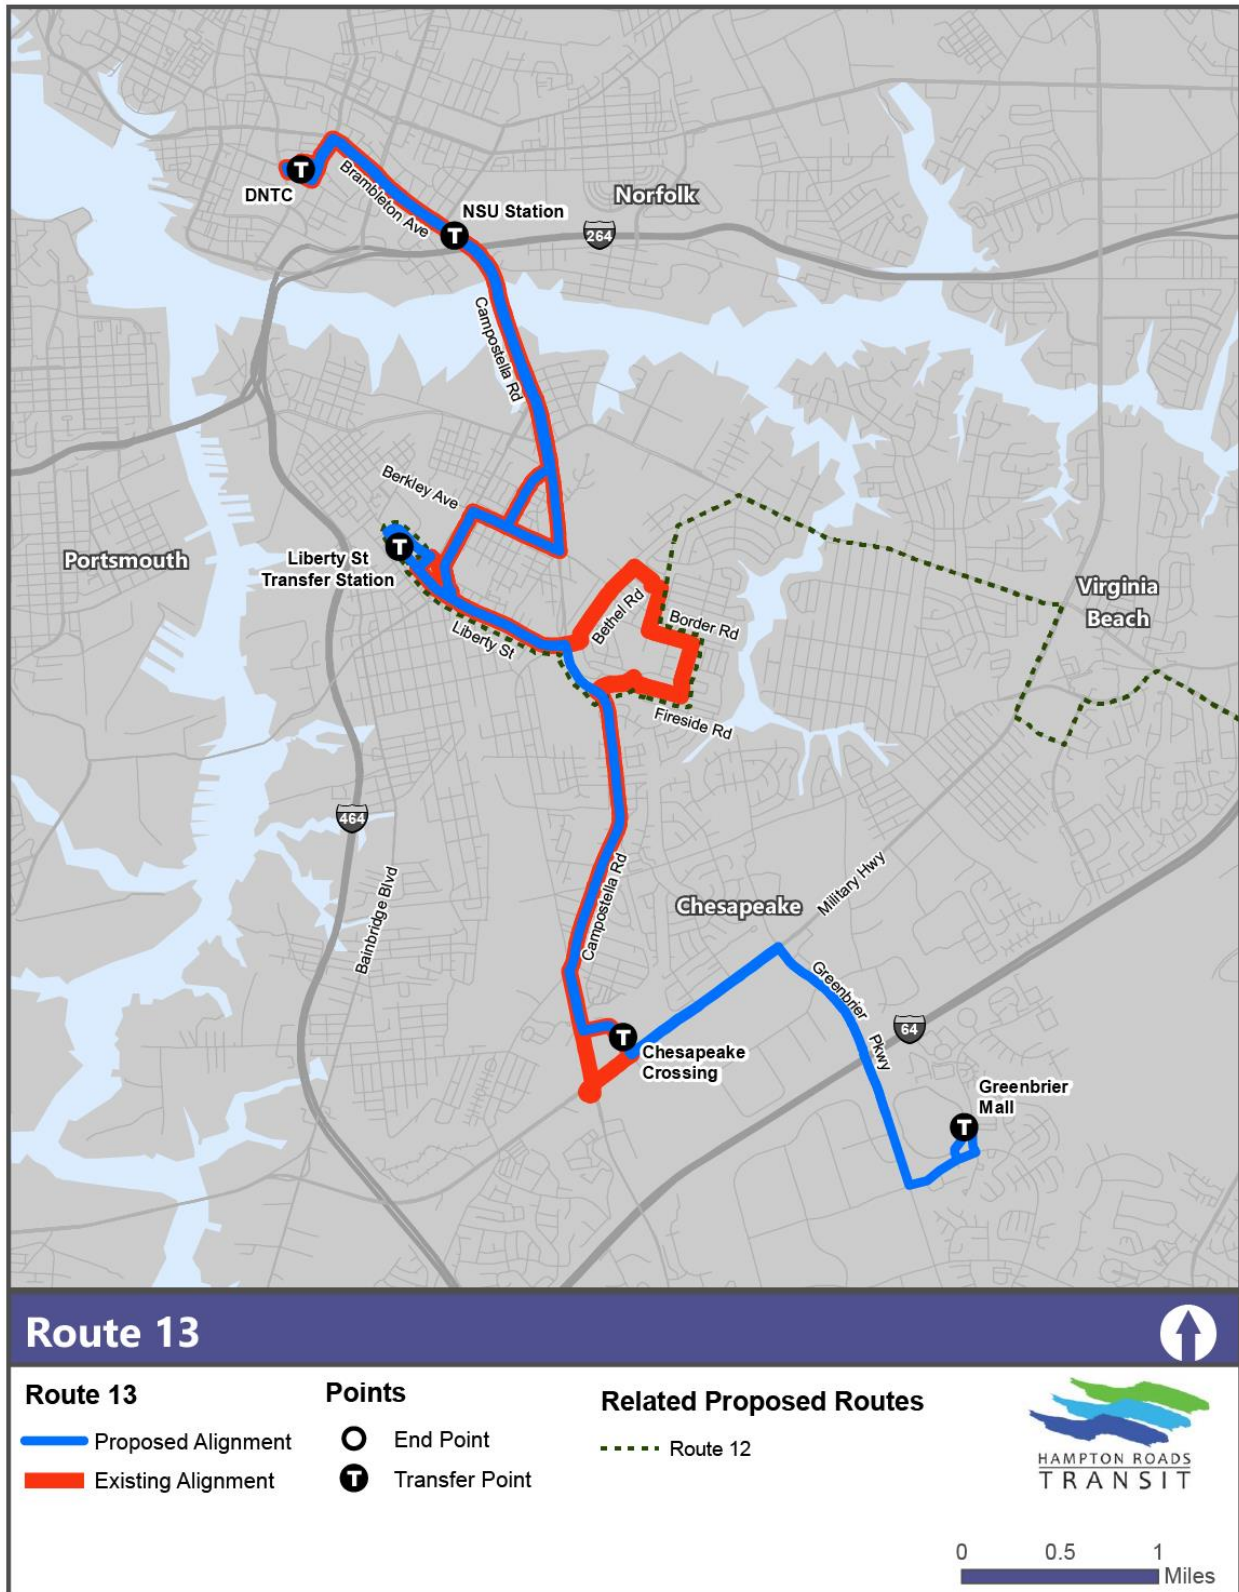 Norfolk
DNTC
Brambleton Ave
NSU Station
264
Campostella Rd
Berkley Ave
Portsmouth
Liberty St
Transfer Station
Virginia
Beach
Bethel Rd
Border Rd
Liberty St
Fireside Rd
464
Bainbridge Blvd
Campostella Rd
Chesapeake
Military Hwy
Greenbrier
Pkwy
64
Chesapeake
Crossing
Greenbrier
Mall
T
T
T
T
T
Route 13
Route 13
Proposed Alignment
Existing Alignment
Points
End Point
T
Transfer Point
Related Proposed Routes
Route 12
HAMPTON ROADS
TRANSIT
0 0.5 1
Miles